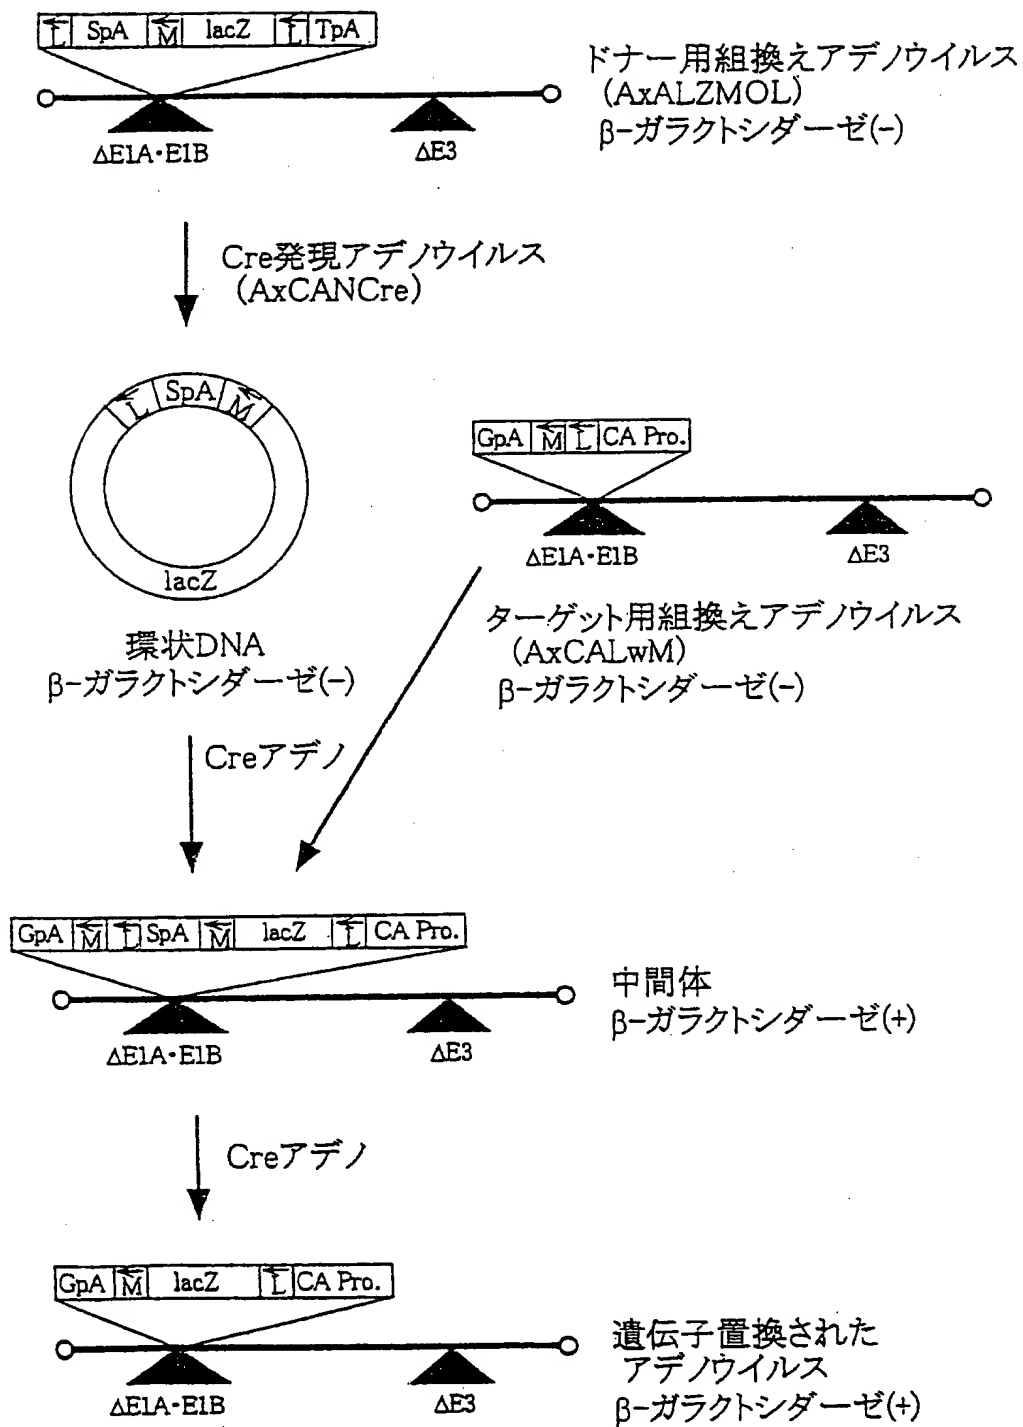 L SpA M lacZ L TpA
ドナー用組換えアデノウイルス
(AxALZMOL)
β-ガラクトシダーゼ(-)
ΔE1A・E1B ΔE3
Cre発現アデノウイルス
(AxCANCre)
L SpA M
lacZ
GpA M L CA Pro.
ΔE1A・E1B ΔE3
環状DNA
β-ガラクトシダーゼ(-)
ターゲット用組換えアデノウイルス
(AxCALwM)
β-ガラクトシダーゼ(-)
Creアデノ
GpA M L SpA M lacZ L CA Pro.
中間体
β-ガラクトシダーゼ(+)
ΔE1A・E1B ΔE3
Creアデノ
GpA M lacZ L CA Pro.
遺伝子置換された
アデノウイルス
β-ガラクトシダーゼ(+)
ΔE1A・E1B ΔE3